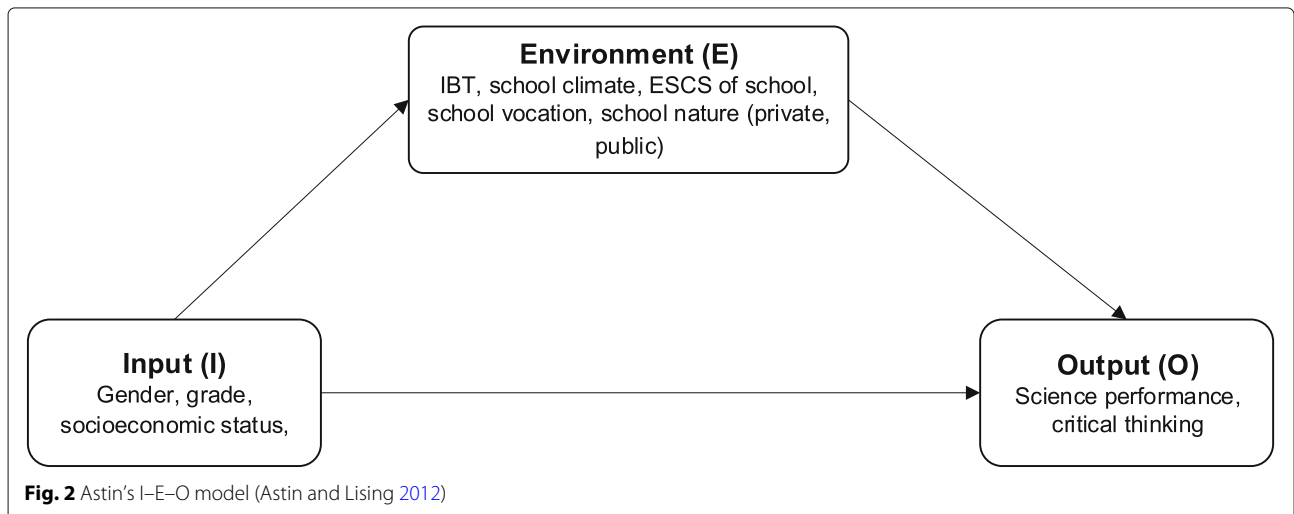 Environment (E)
IBT, school climate, ESCS of school,
school vocation, school nature (private,
public)
Input (I)
Gender, grade,
socioeconomic status,
Output (O)
Science performance,
critical thinking
Fig. 2 Astin's I–E–O model (Astin and Lising 2012)